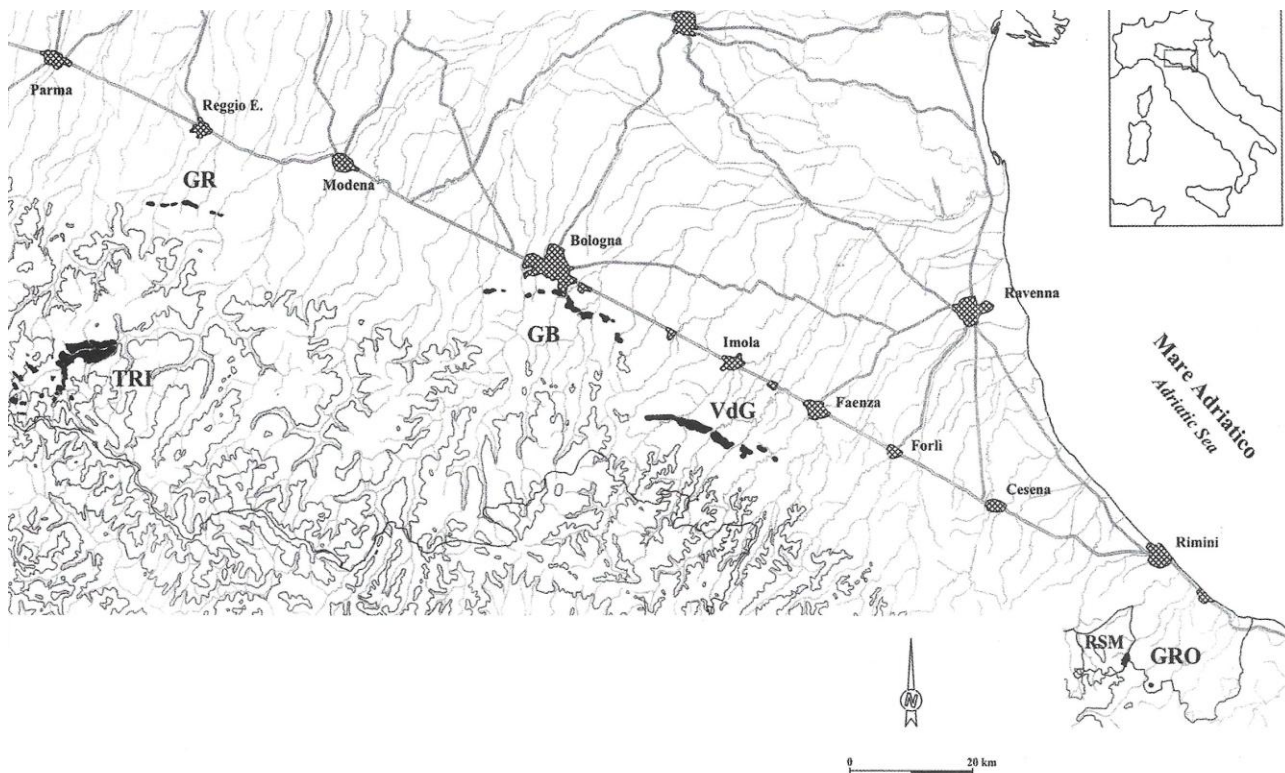 Parma
Reggio E.
Modena
GR
Bologna
GB
TRI
Imola
VdG
Faenza
Forlì
Ravenna
Cesena
Rimini
Mare Adriatico
Adriatic Sea
RSM
GRO
N
0 20 km